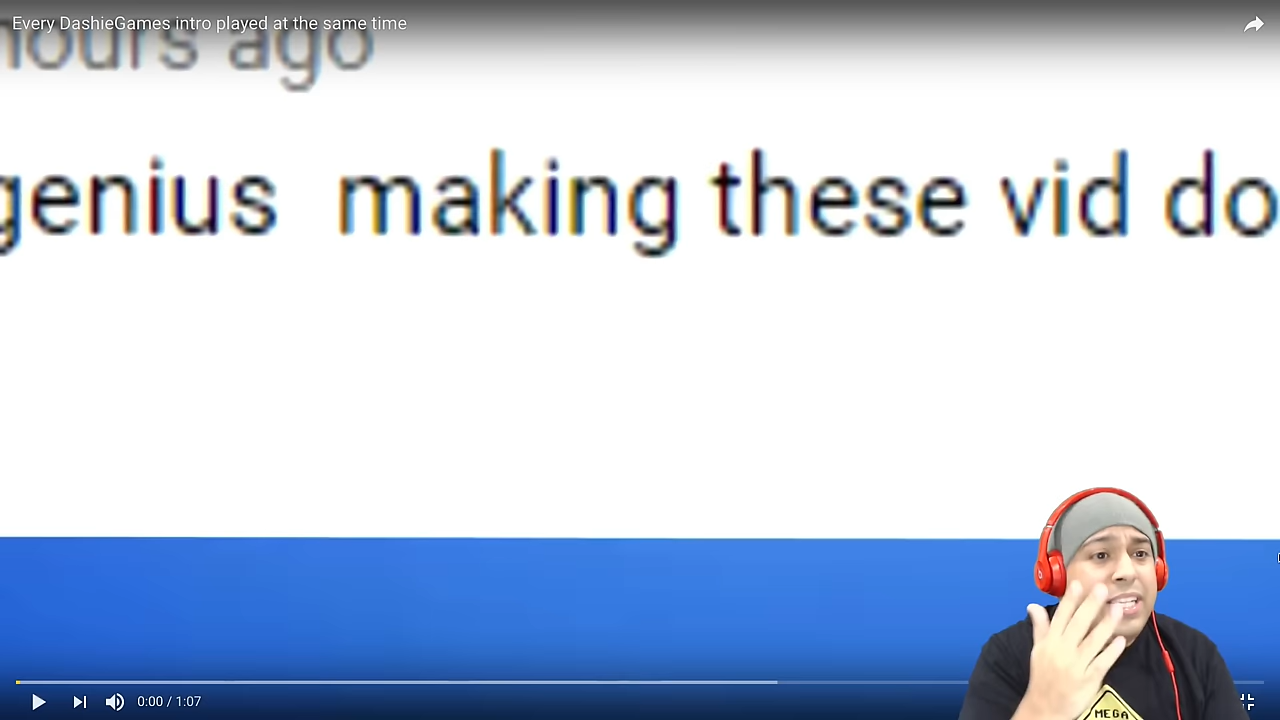 Every DashieGames intro played at the same time
hours ago
genius making these vid do
0:00 / 1:07
MEGA